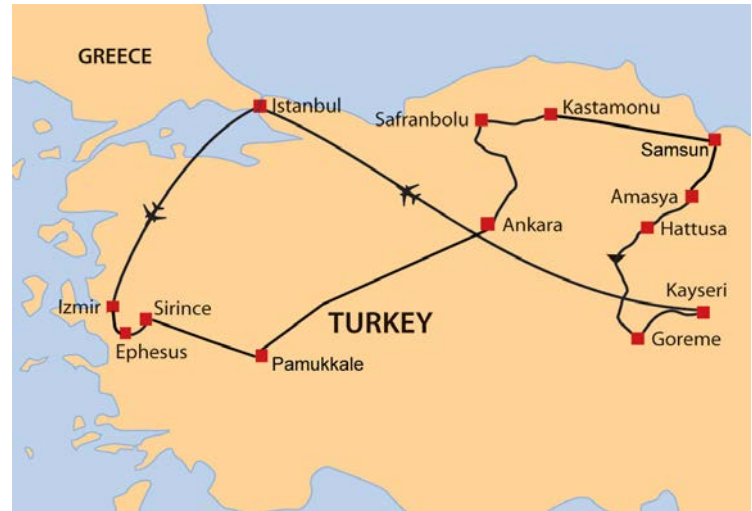 GREECE
Istanbul
Kastamonu
Safranbolu
Samsun
Amasya
Ankara
Hattusa
Kayseri
Izmir
Sirince
TURKEY
Goreme
Ephesus
Pamukkale